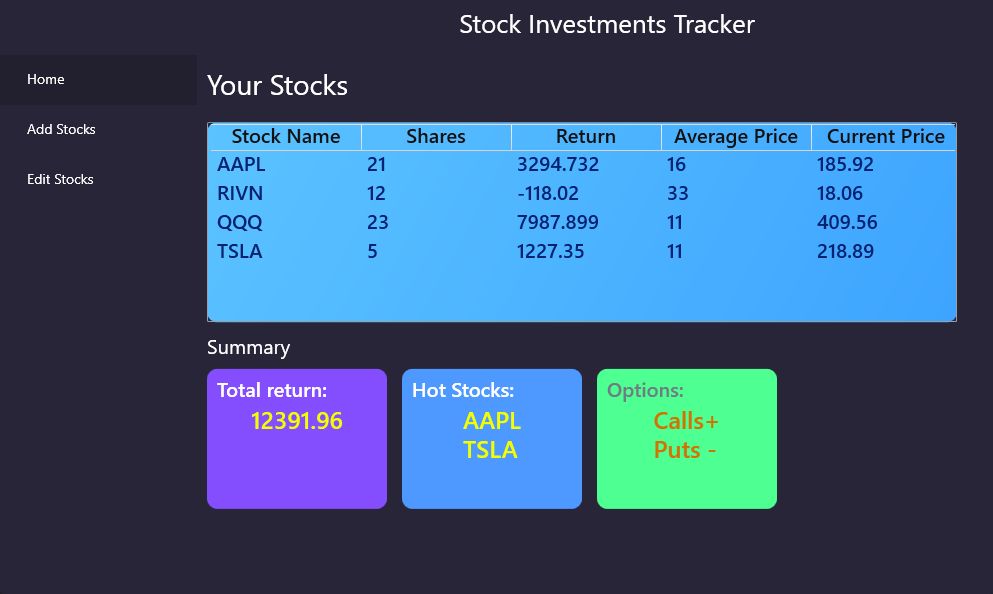 Stock Investments Tracker
Home
Add Stocks
Edit Stocks
Your Stocks
Stock Name Shares Return Average Price Current Price
AAPL 21 3294.732 16 185.92
RIVN 12 -118.02 33 18.06
QQQ 23 7987.899 11 409.56
TSLA 5 1227.35 11 218.89
Summary
Total return:
12391.96
Hot Stocks:
AAPL
TSLA
Options:
Calls+
Puts -